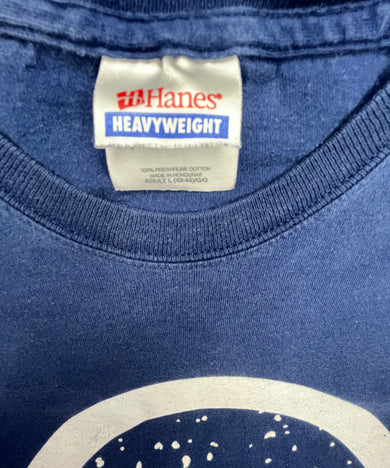 Hanes
HEAVYWEIGHT
100% PRESHRUNK COTTON
MADE IN HONDURAS
ADULT L (42-44)/G/G